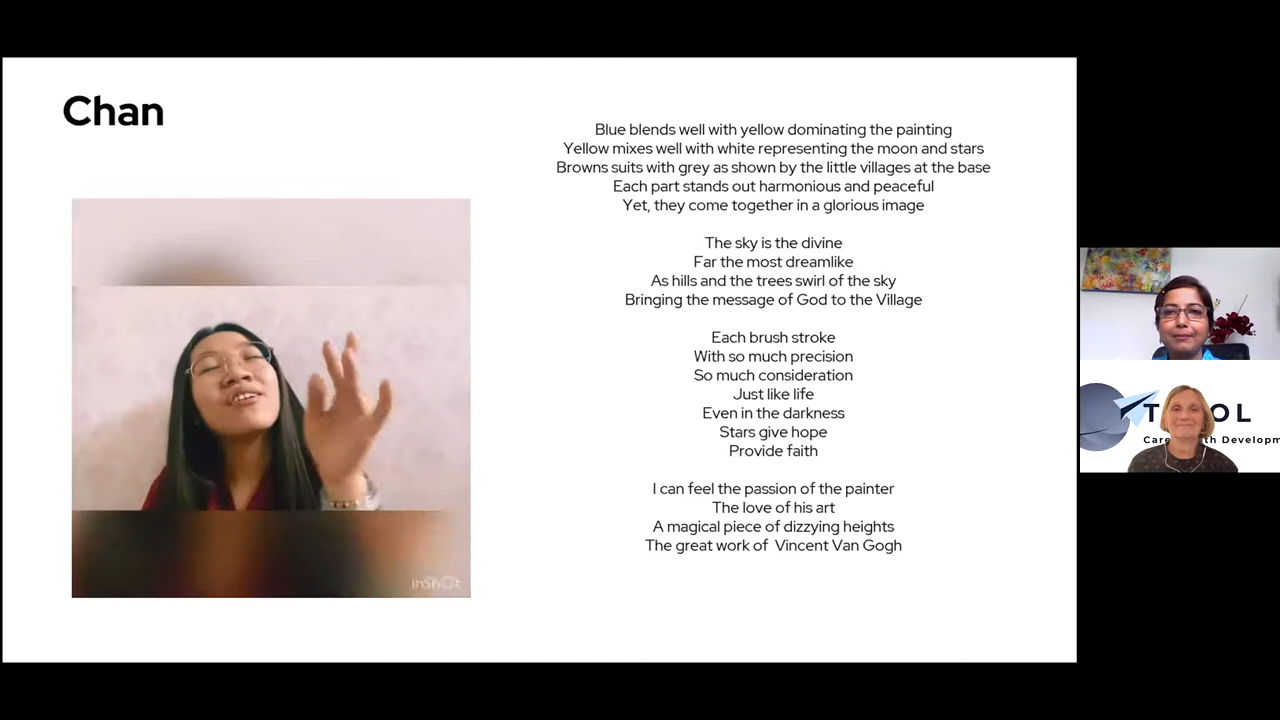 Chan
Blue blends well with yellow dominating the painting
Yellow mixes well with white representing the moon and stars
Browns suits with grey as shown by the little villages at the base
Each part stands out harmonious and peaceful
Yet, they come together in a glorious image
The sky is the divine
Far the most dreamlike
As hills and the trees swirl of the sky
Bringing the message of God to the Village
Each brush stroke
With so much precision
So much consideration
Just like life
Even in the darkness
Stars give hope
Provide faith
I can feel the passion of the painter
The love of his art
A magical piece of dizzying heights
The great work of Vincent Van Gogh
InShOt